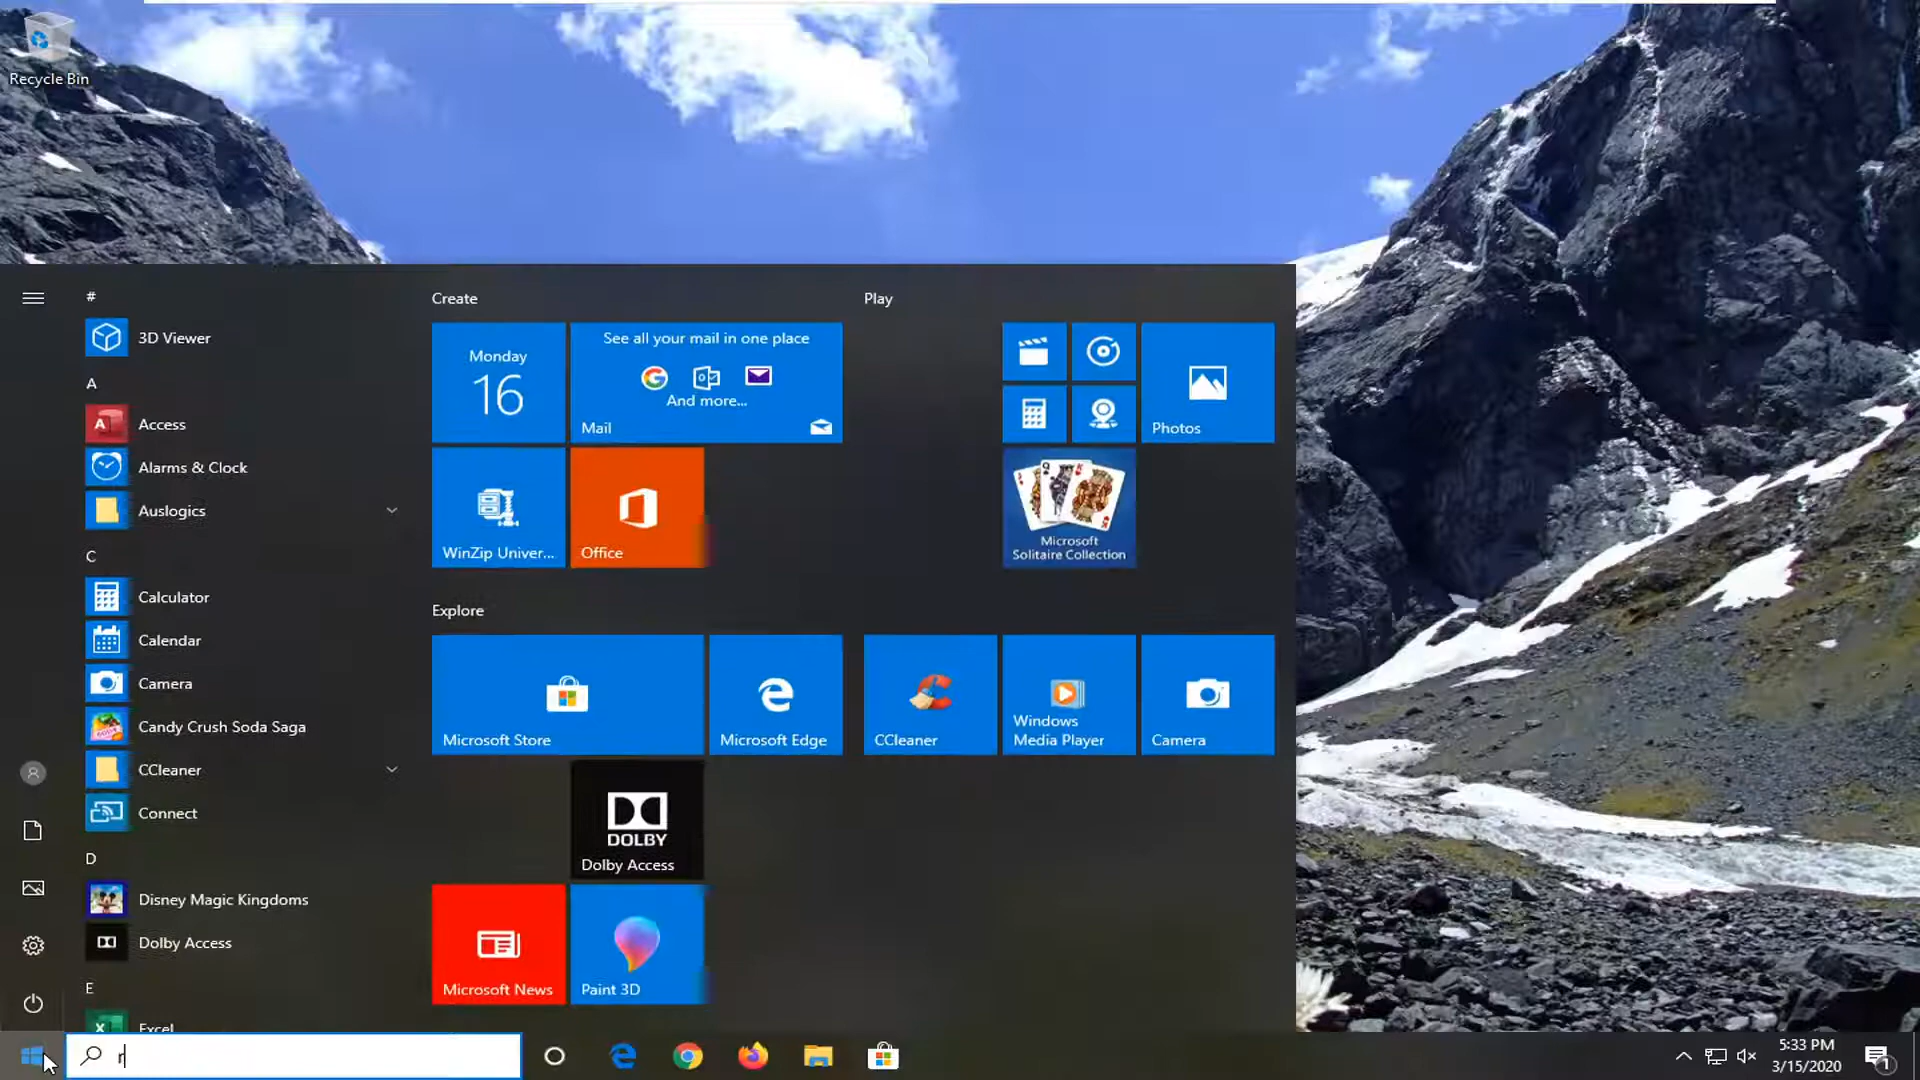 Recycle Bin
#
3D Viewer
A
Access
Alarms & Clock
Auslogics
C
Calculator
Calendar
Camera
Candy Crush Soda Saga
CCleaner
Connect
D
Disney Magic Kingdoms
Dolby Access
E
Excel
Create
Monday
16
See all your mail in one place
And more...
Mail
WinZip Univer...
Office
Explore
Microsoft Store
Microsoft Edge
DOLBY
Dolby Access
Microsoft News
Paint 3D
Play
Photos
Microsoft
Solitaire Collection
CCleaner
Windows
Media Player
Camera
r
5:33 PM
3/15/2020
1